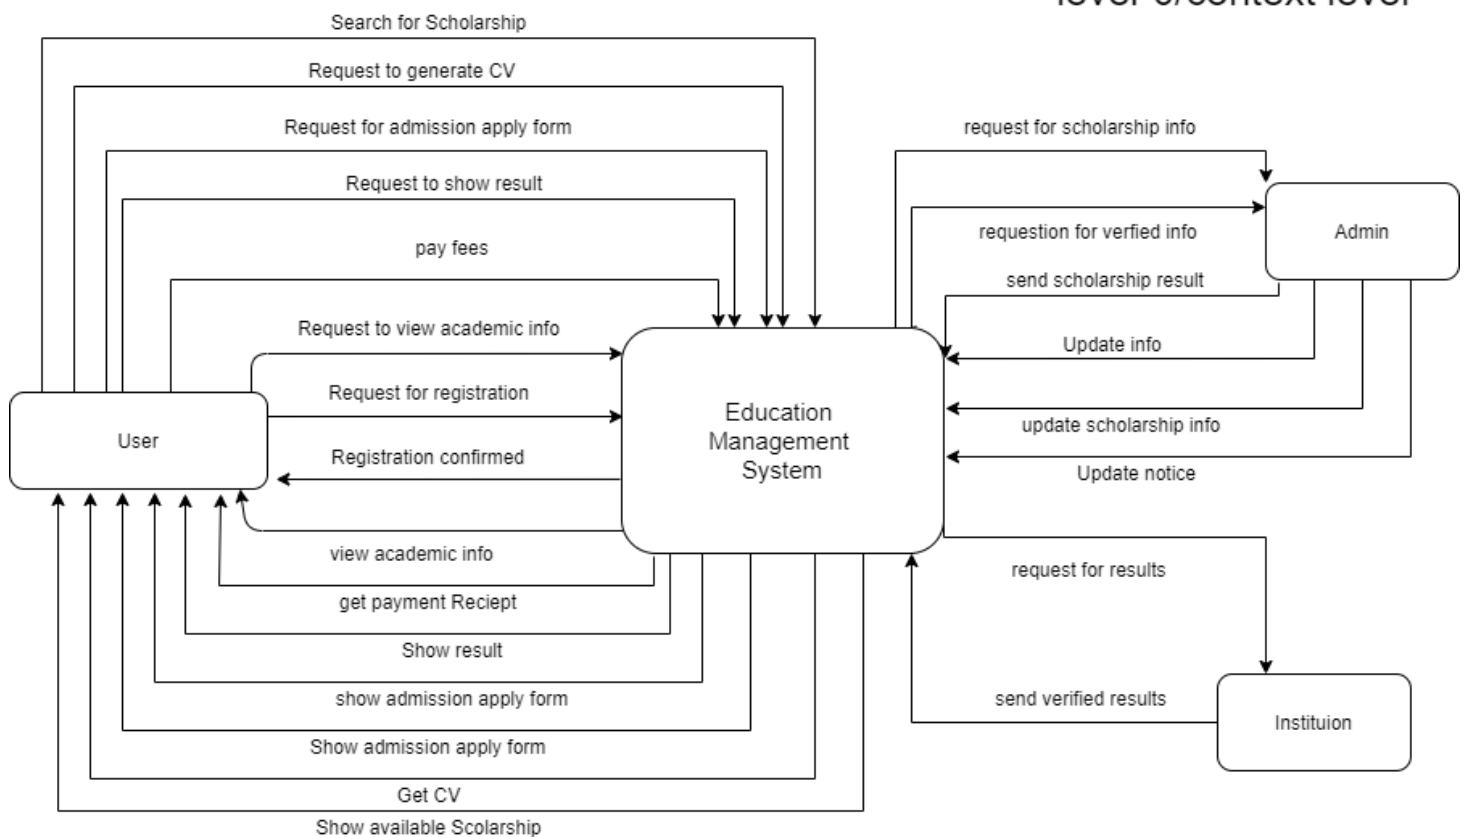 level 0/context level
Search for Scholarship
Request to generate CV
Request for admission apply form
request for scholarship info
Request to show result
requestion for verfied info
Admin
pay fees
send scholarship result
Request to view academic info
Update info
Request for registration
Education
Management
System
update scholarship info
User
Registration confirmed
Update notice
view academic info
request for results
get payment Reciept
Show result
show admission apply form
send verified results
Instituion
Show admission apply form
Get CV
Show available Scolarship